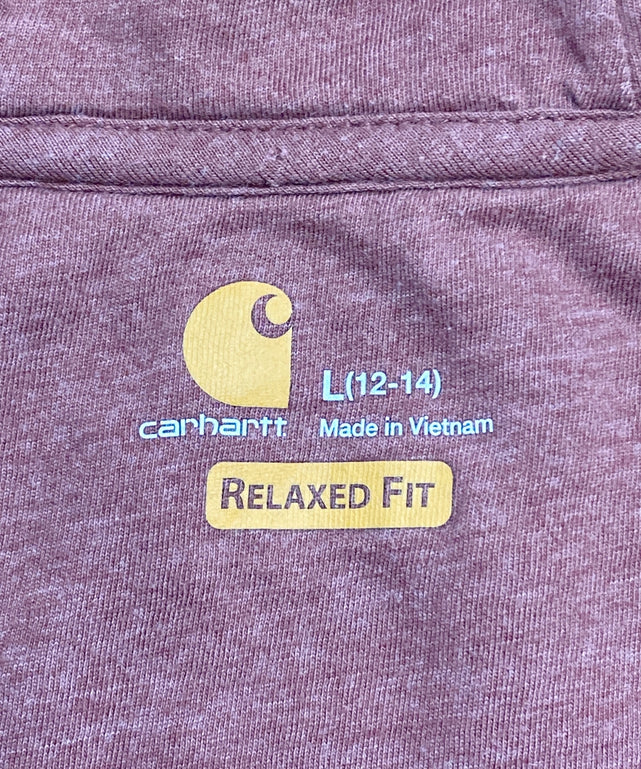 L(12-14)
carhartt Made in Vietnam
RELAXED FIT